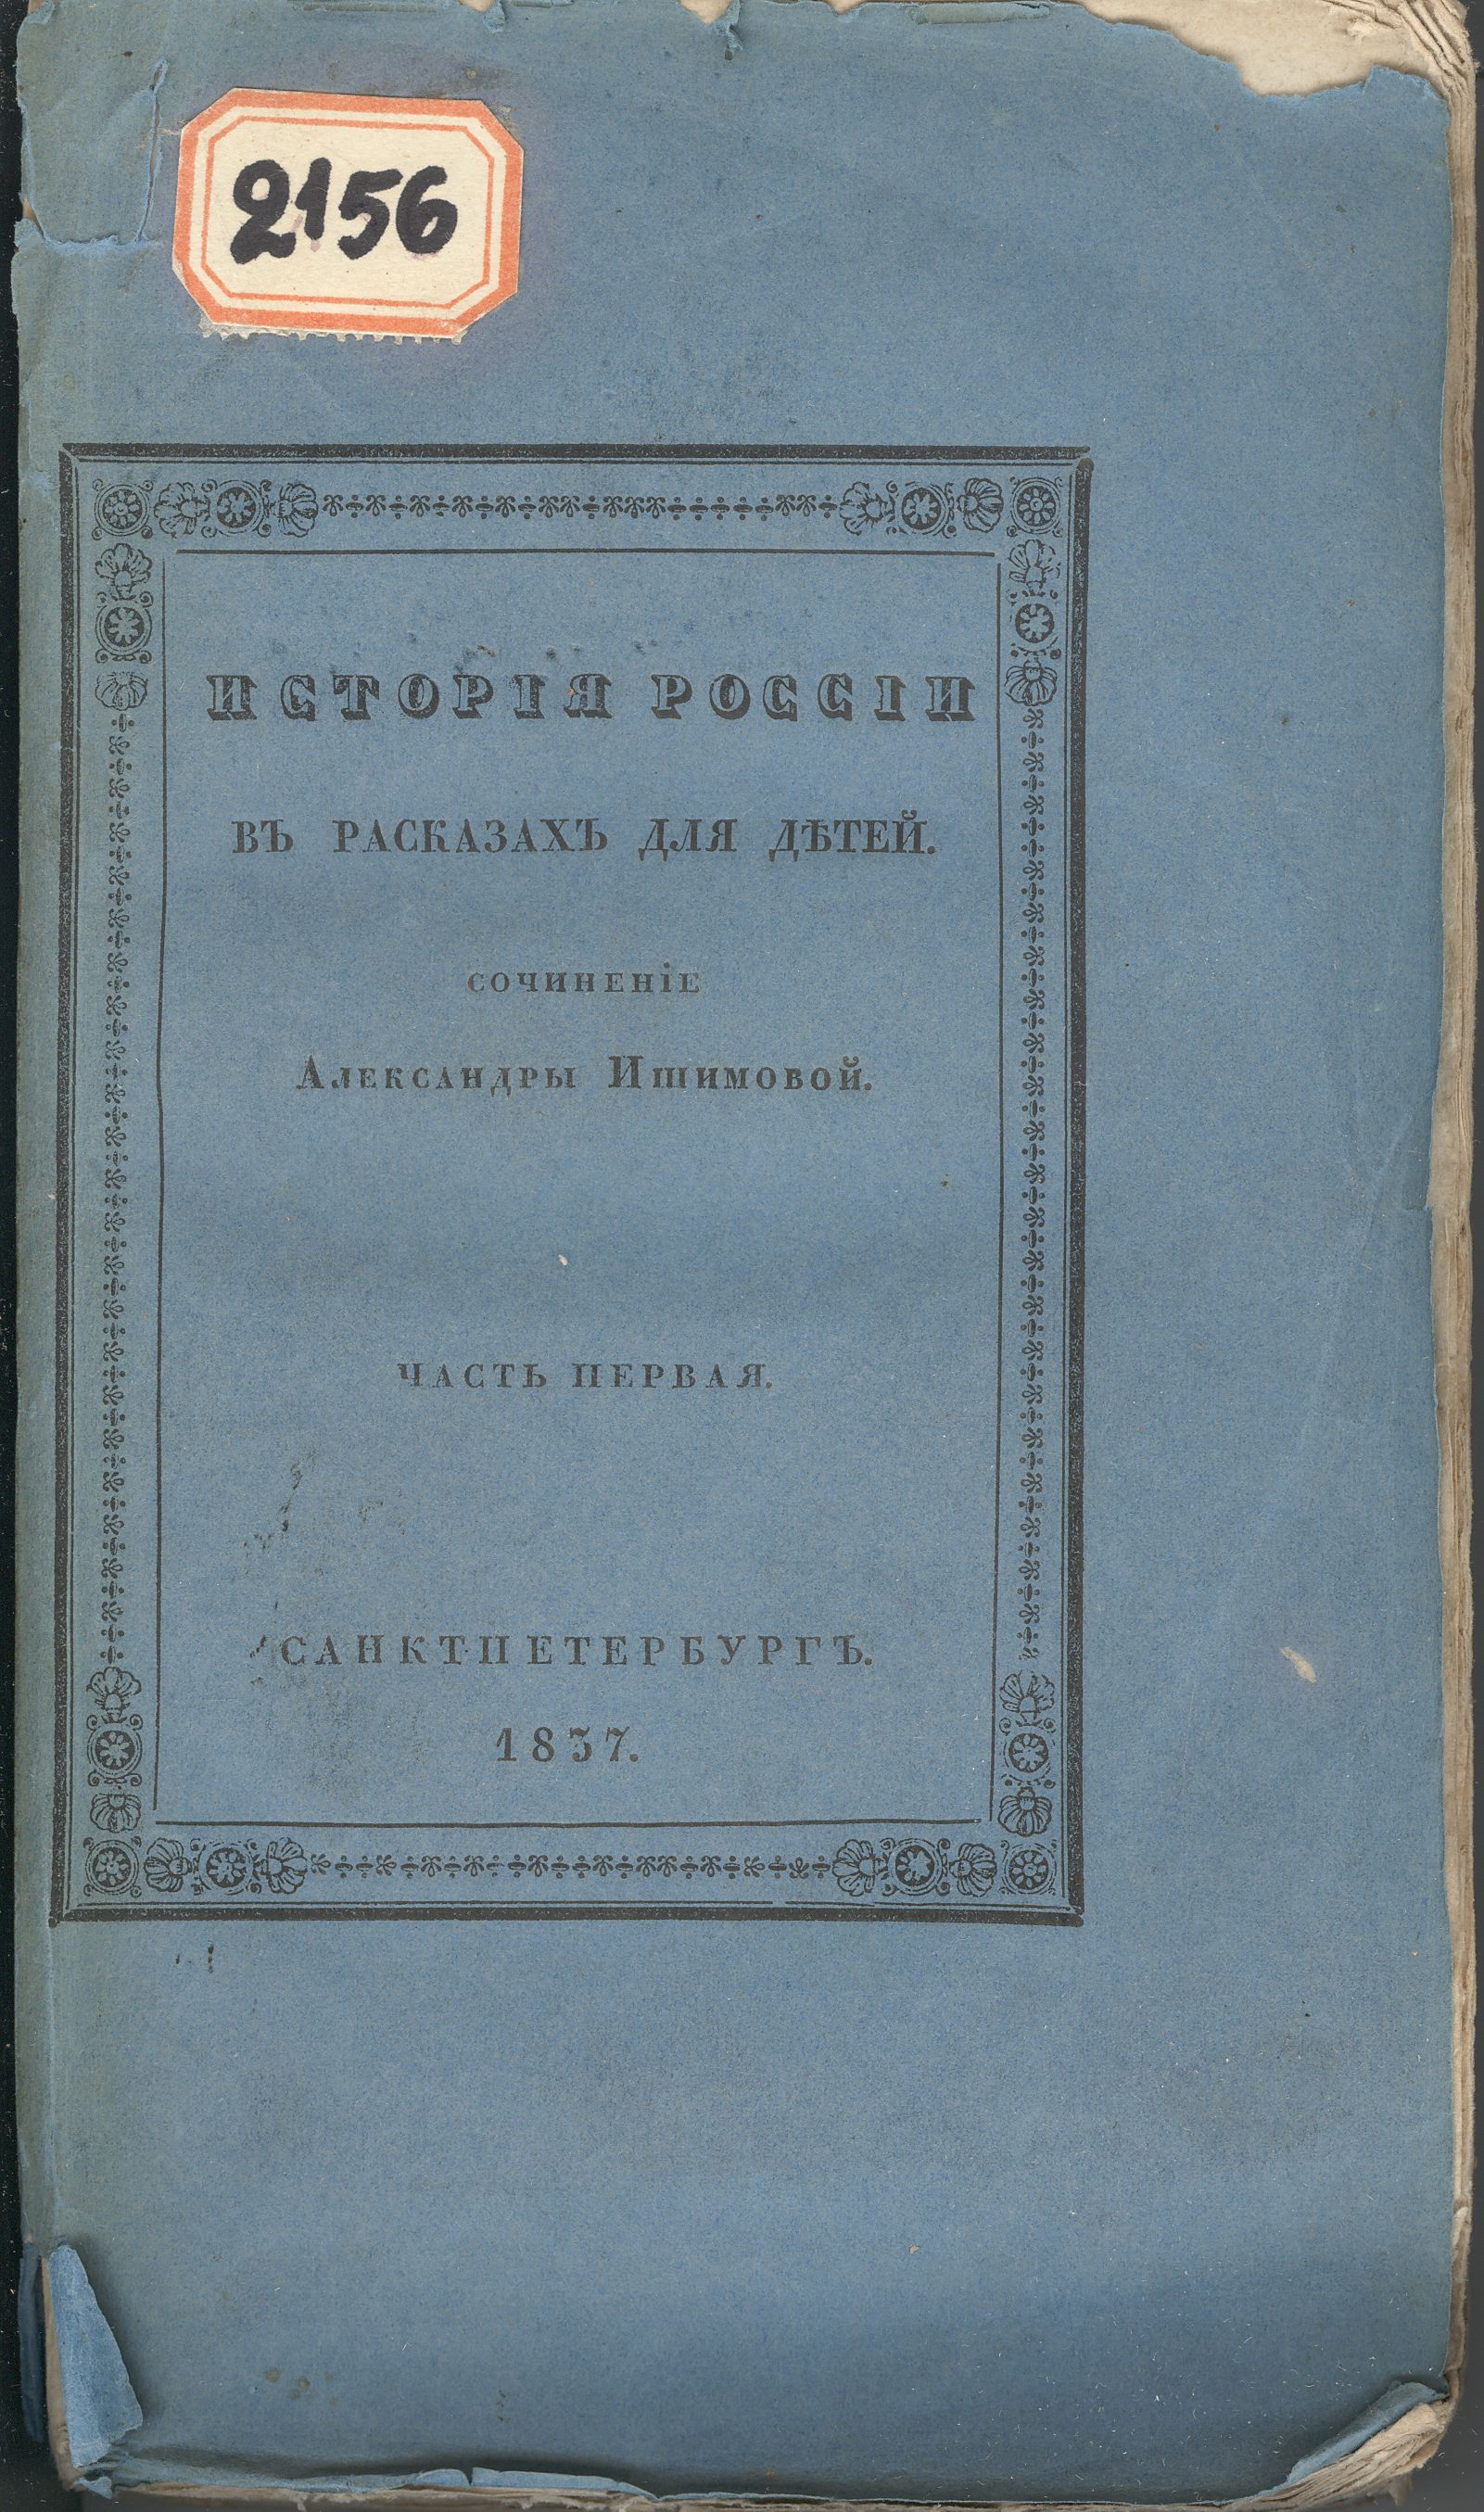 2156
ИСТОРІЯ РОССІИ
ВЪ РАСКАЗАХЪ ДЛЯ ДѢТЕЙ.
СОЧИНЕНІЕ
АЛЕКСАНДРЫ ИШИМОВОЙ.
ЧАСТЬ ПЕРВАЯ.
САНКТПЕТЕРБУРГЪ.
1837.